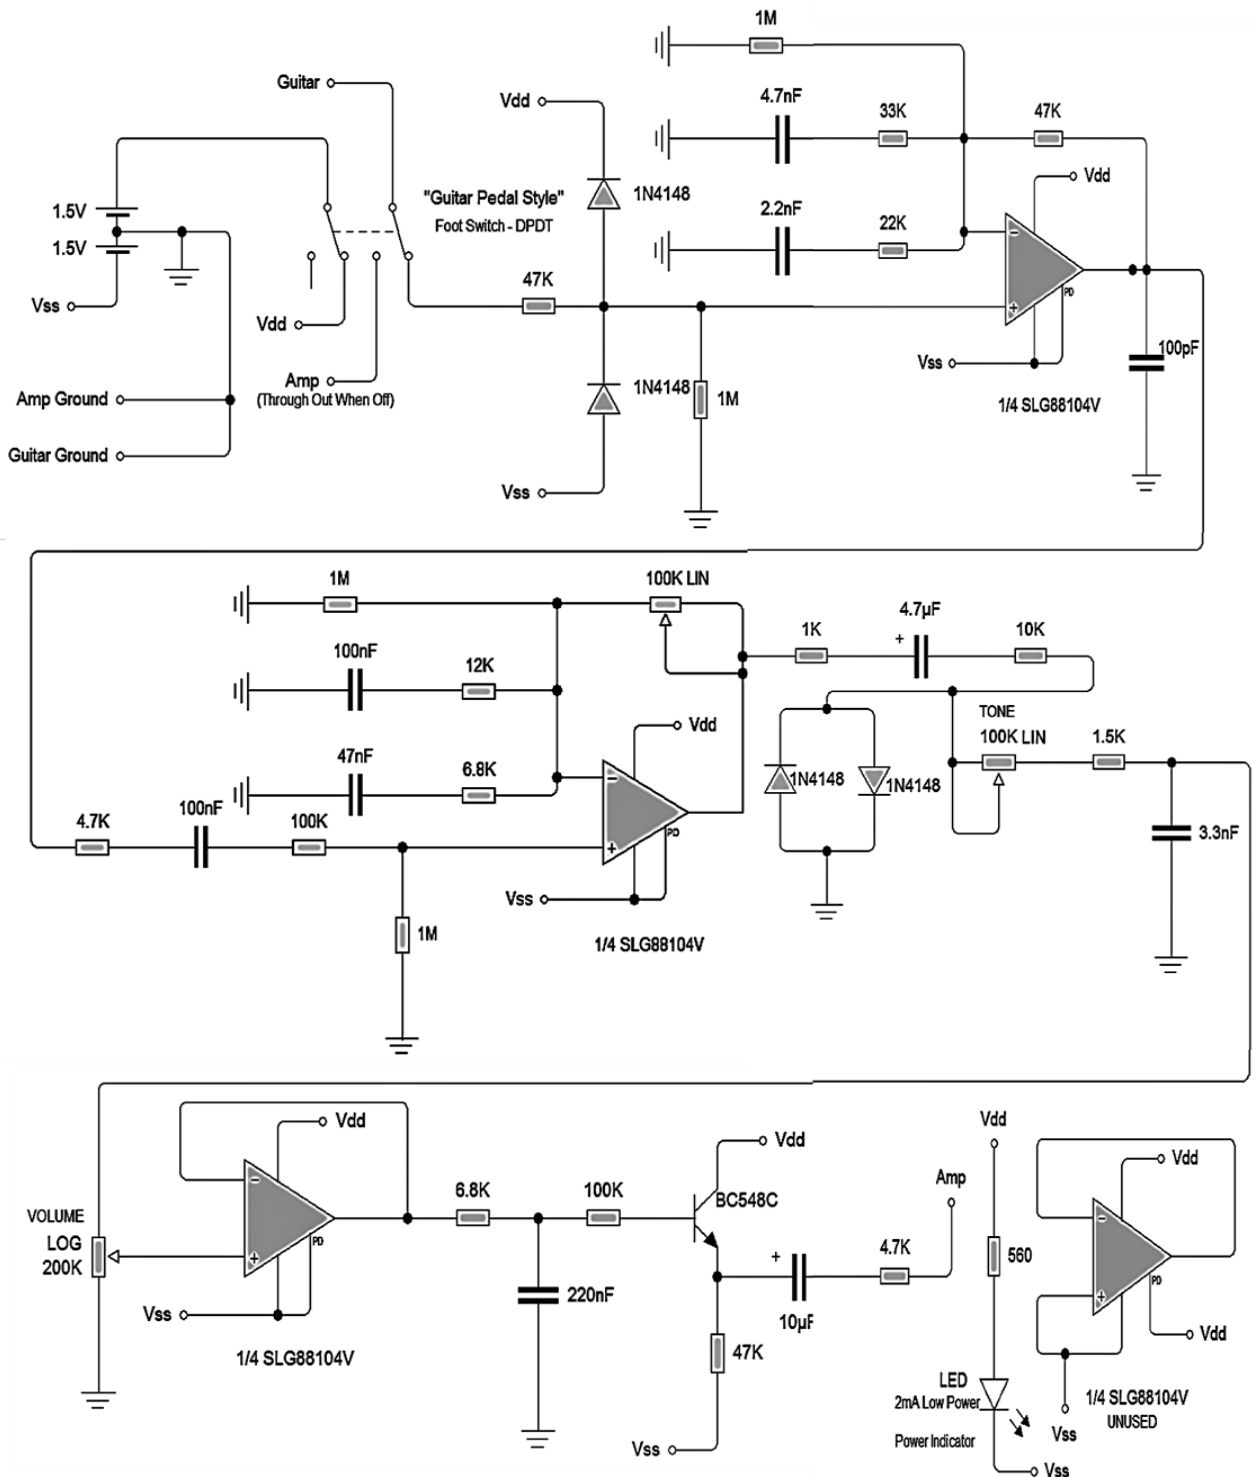 1M
Guitar
Vdd
4.7nF
33K
47K
Vdd
1.5V
1.5V
"Guitar Pedal Style"
Foot Switch - DPDT
1N4148
2.2nF
22K
47K
Vss
Vdd
PD
Vss
100pF
Amp
(Through Out When Off)
1N4148
1M
Amp Ground
1/4 SLG88104V
Guitar Ground
Vss
1M
100K LIN
4.7µF
+
1K
10K
100nF
12K
TONE
100K LIN
1.5K
Vdd
47nF
6.8K
1N4148
1N4148
100nF
4.7K
100K
PD
3.3nF
Vss
1M
1/4 SLG88104V
Vdd
Vdd
Vdd
Vdd
Amp
6.8K
100K
BC548C
VOLUME
LOG
200K
PD
+
4.7K
560
PD
220nF
10µF
Vss
Vdd
1/4 SLG88104V
47K
LED
2mA Low Power
Power Indicator
1/4 SLG88104V
UNUSED
Vss
Vss
Vss